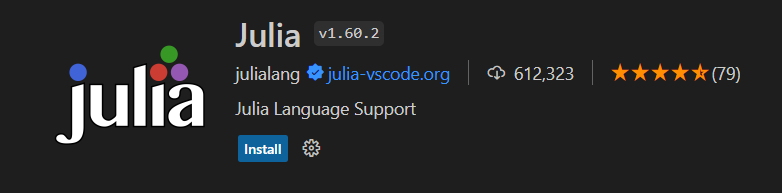 julia
Julia v1.60.2
julialang julia-vscode.org 612,323 (79)
Julia Language Support
Install